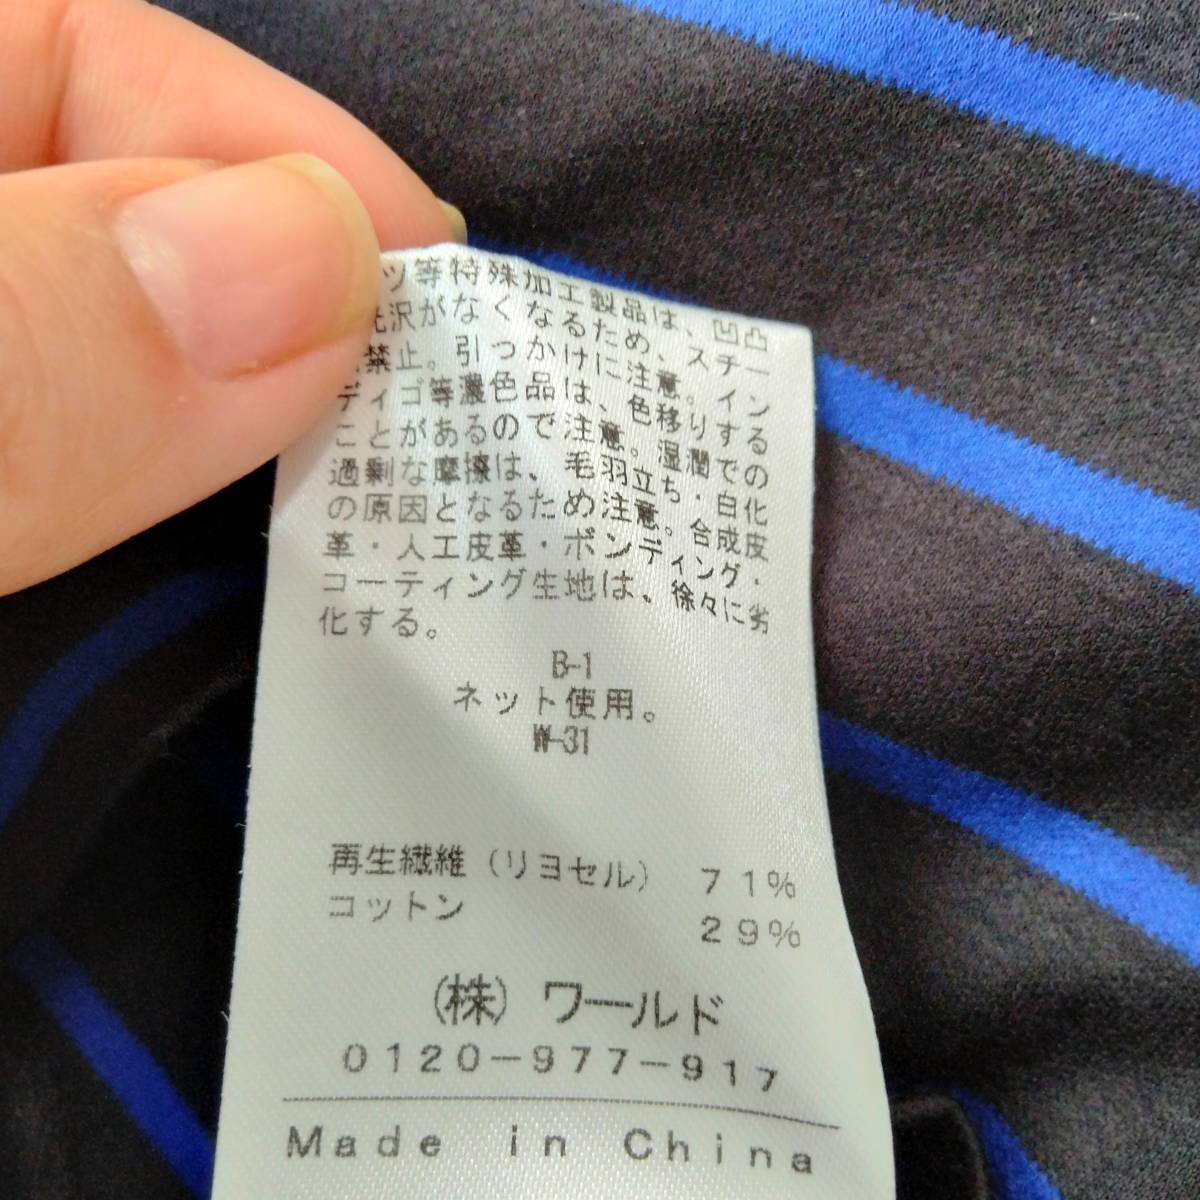 ツ等特殊加工製品は、凹凸
光沢がなくなるため、スチー
禁止。引っかけに注意。イン
ディゴ等濃色品は、色移りする
ことがあるので注意。湿潤での
過剰な摩擦は、毛羽立ち・白化
の原因となるため注意。合成皮
革・人工皮革・ボンディング・
コーティング生地は、徐々に劣
化する。
B-1
ネット使用。
W-31
再生繊維（リヨセル） 71%
コットン 29%
（株）ワールド
0120-977-917
Made in China